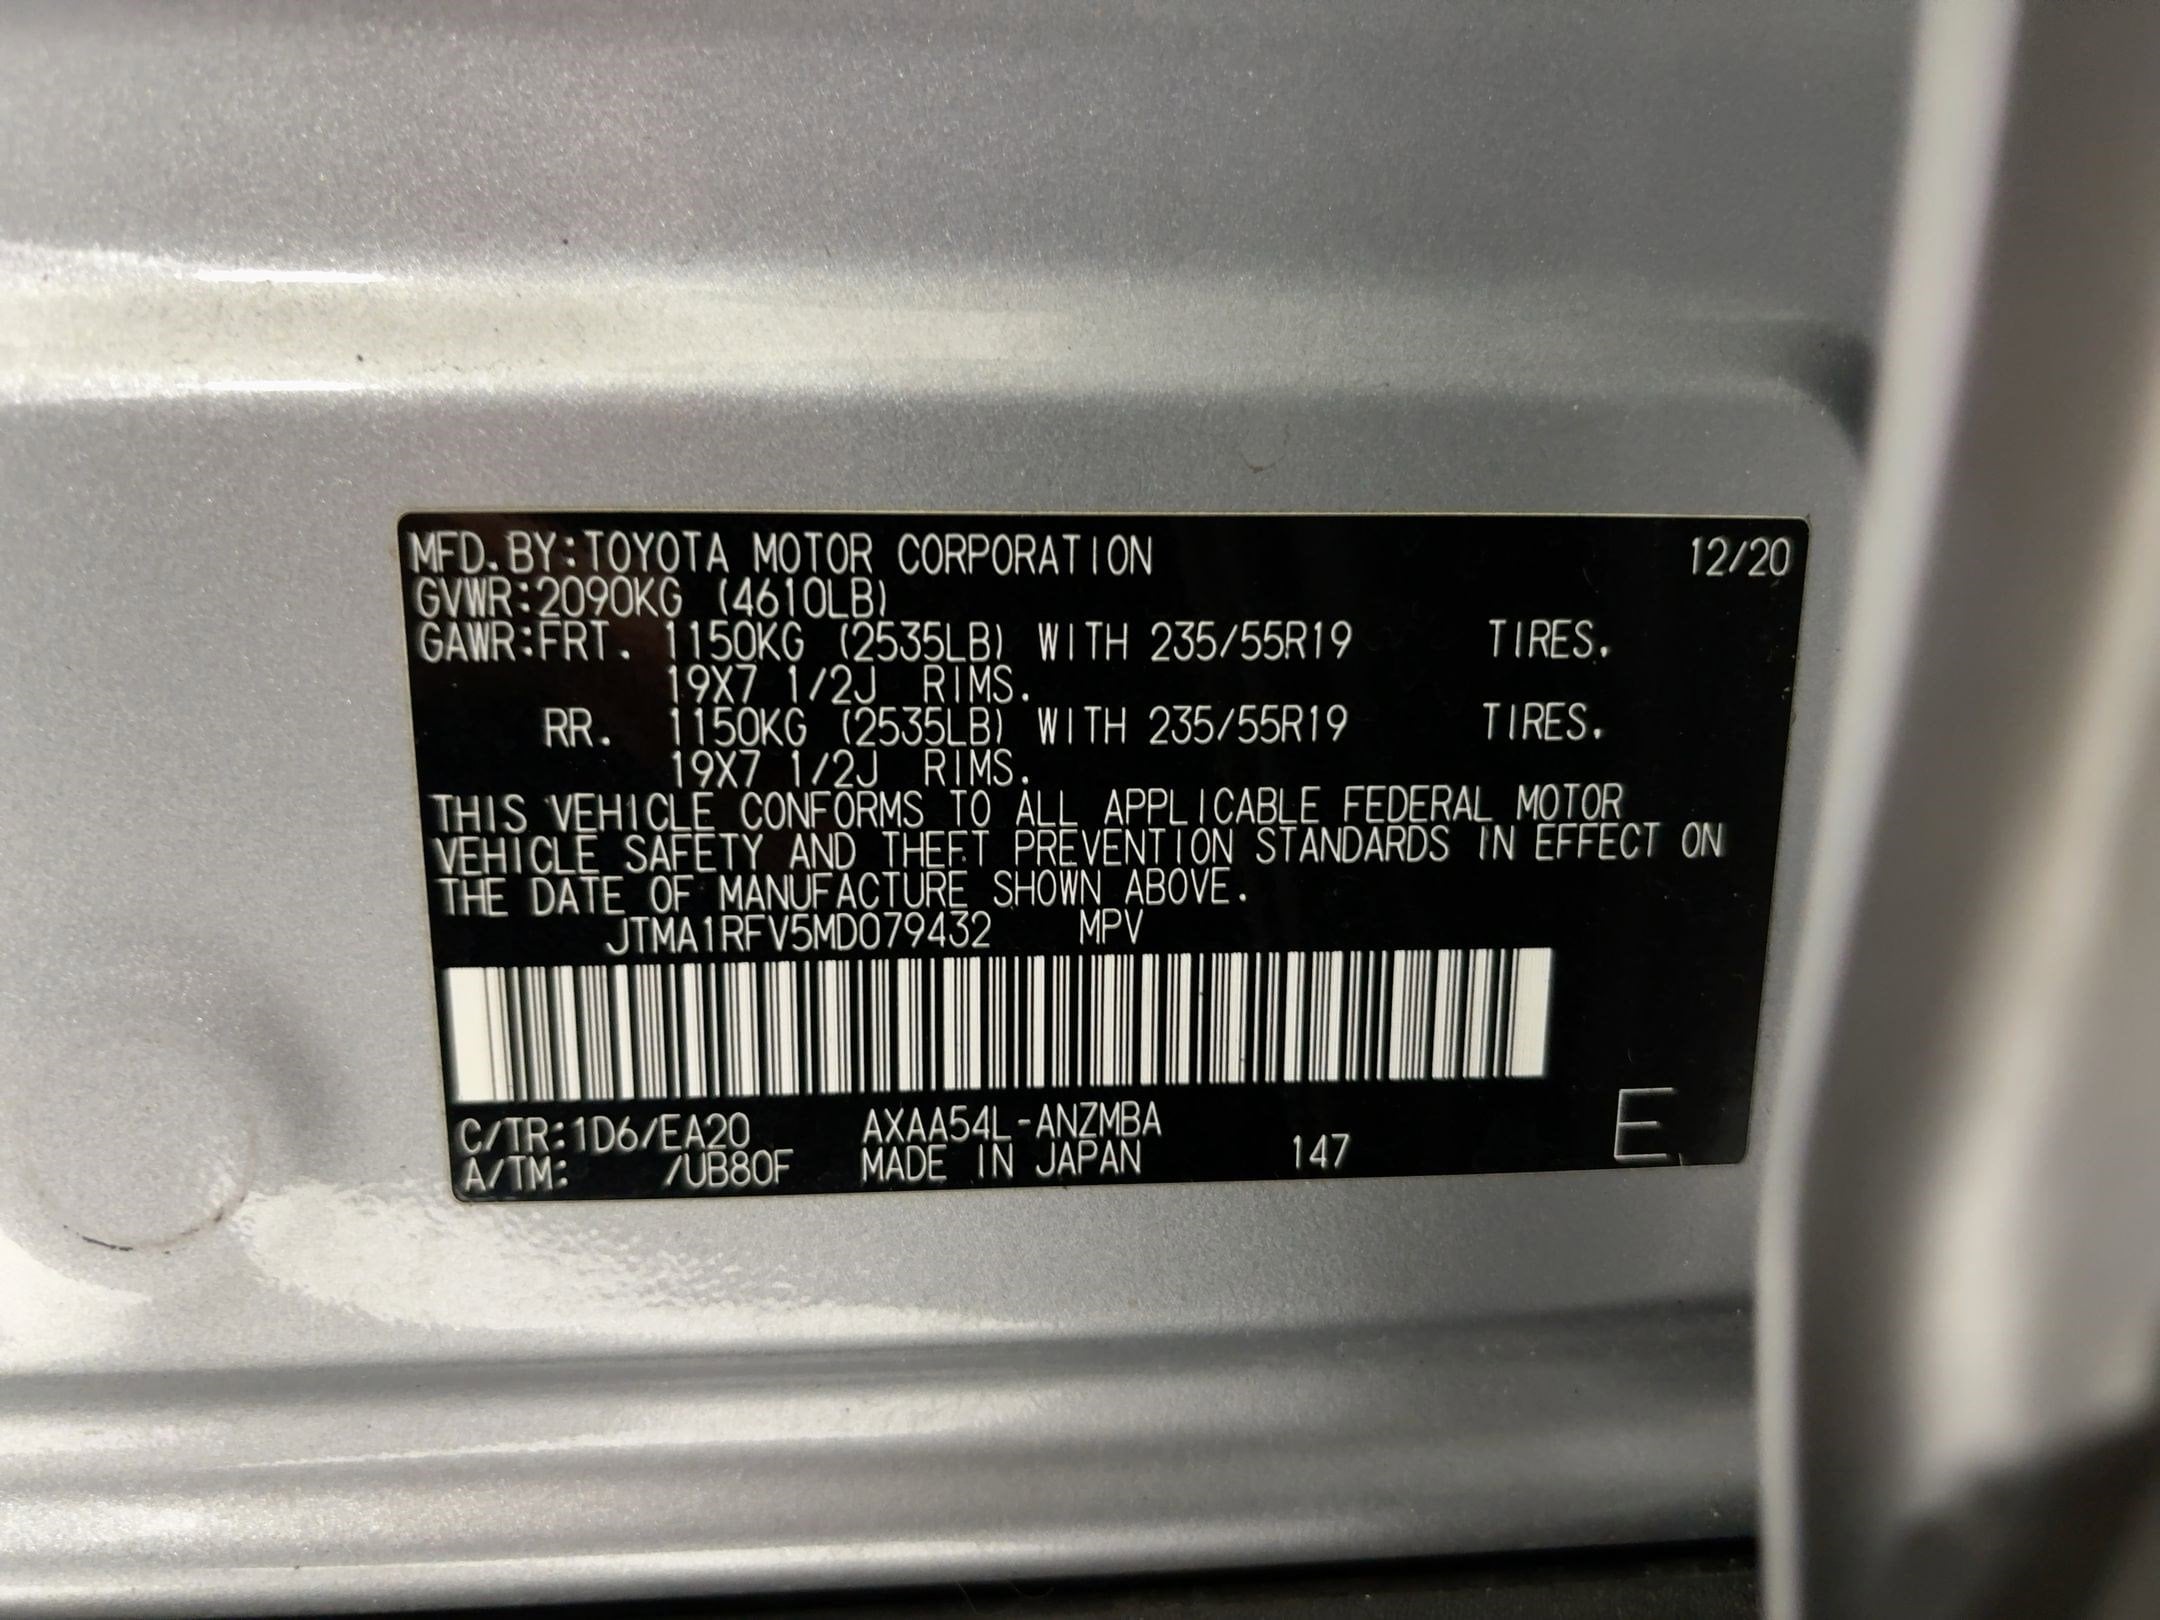 MFD. BY:TOYOTA MOTOR CORPORATION 12/20
GVWR:2090KG (4610LB)
GAWR:FRT. 1150KG (2535LB) WITH 235/55R19 TIRES.
19X7 1/2J RIMS.
RR. 1150KG (2535LB) WITH 235/55R19 TIRES.
19X7 1/2J RIMS.
THIS VEHICLE CONFORMS TO ALL APPLICABLE FEDERAL MOTOR
VEHICLE SAFETY AND THEFT PREVENTION STANDARDS IN EFFECT ON
THE DATE OF MANUFACTURE SHOWN ABOVE.
JTMA1RFV5MD079432 MPV
C/TR:1D6/EA20 AXAA54L-ANZMBA
A/TM: /UB80F MADE IN JAPAN 147 E